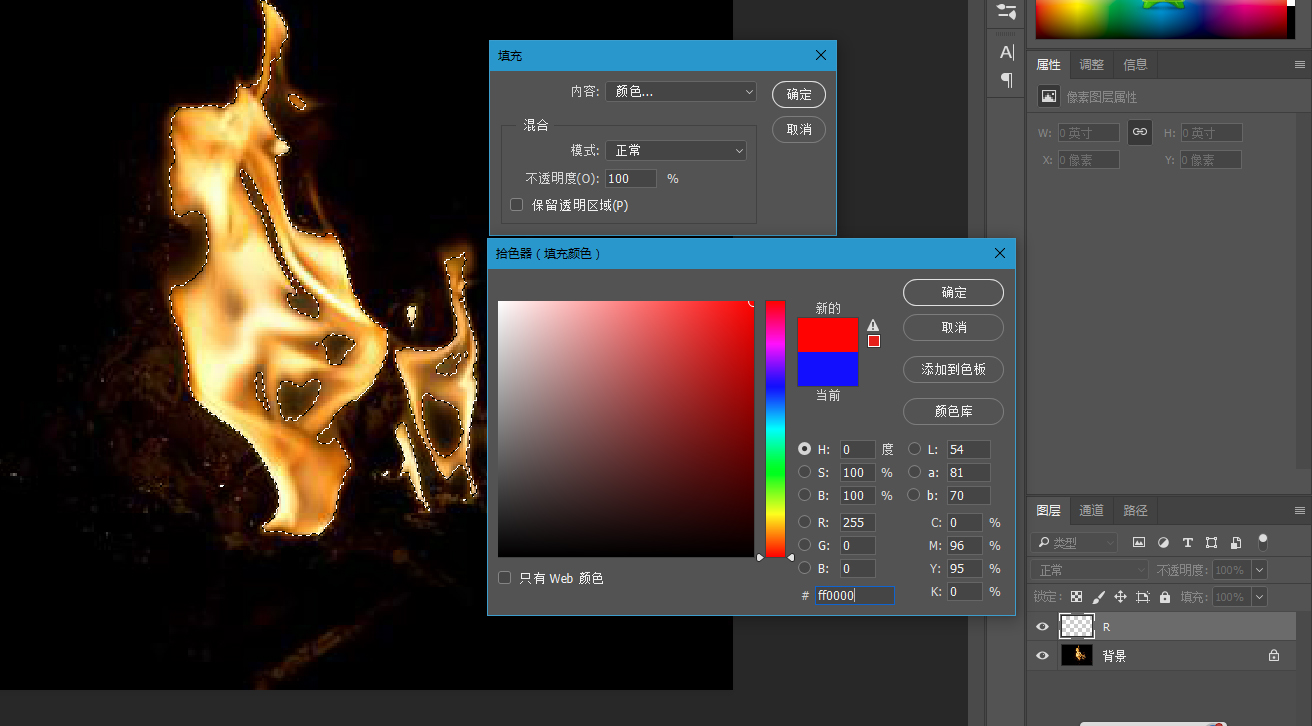 填充
内容: 颜色...
确定
混合
取消
模式: 正常
不透明度(O): 100 %
保留透明区域(P)
拾色器（填充颜色）
新的
当前
确定
取消
添加到色板
颜色库
H: 0 度
S: 100 %
B: 100 %
R: 255
G: 0
B: 0
# ff0000
L: 54
a: 81
b: 70
C: 0 %
M: 96 %
Y: 95 %
K: 0 %
只有 Web 颜色
A
属性 调整 信息
像素图层属性
W: 0 英寸 H: 0 英寸
X: 0 像素 Y: 0 像素
图层 通道 路径
类型 T
正常 不透明度: 100%
锁定: 填充: 100%
R
背景